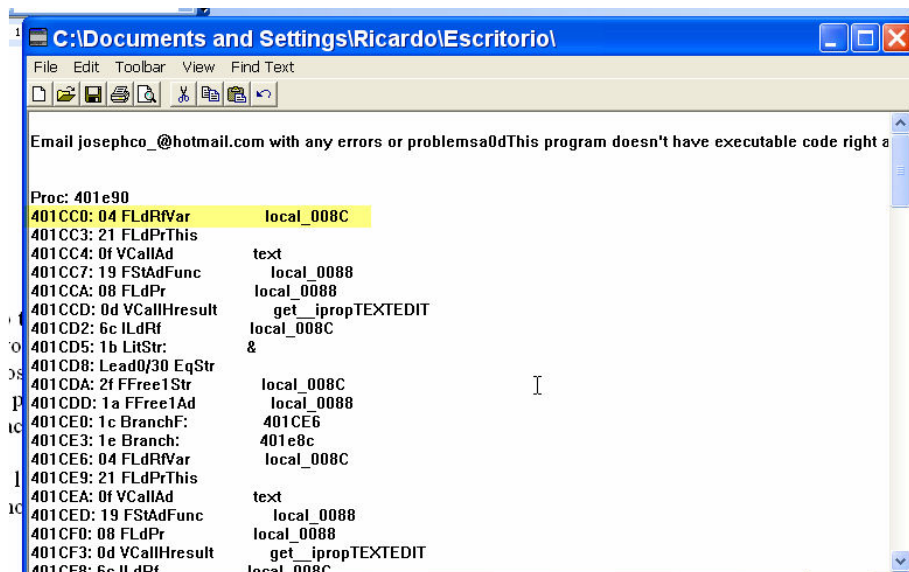 1
C:\Documents and Settings\Ricardo\Escritorio\
File Edit Toolbar View Find Text
Email josephco_@hotmail.com with any errors or problemsa0dThis program doesn't have executable code right a
Proc: 401e90
401CC0: 04 FLdRfVar local_008C
401CC3: 21 FLdPrThis
401CC4: 0f VCallAd text
401CC7: 19 FStAdFunc local_0088
401CCA: 08 FLdPr local_0088
401CCD: 0d VCallHresult get__ipropTEXTEDIT
401CD2: 6c ILdRf local_008C
401CD5: 1b LitStr: &
401CD8: Lead0/30 EqStr
401CDA: 2f FFree1Str local_008C
401CDD: 1a FFree1Ad local_0088
401CE0: 1c BranchF: 401CE6
401CE3: 1e Branch: 401e8c
401CE6: 04 FLdRfVar local_008C
401CE9: 21 FLdPrThis
401CEA: 0f VCallAd text
401CED: 19 FStAdFunc local_0088
401CF0: 08 FLdPr local_0088
401CF3: 0d VCallHresult get__ipropTEXTEDIT
401CF8: 6c ILdRf local_008C